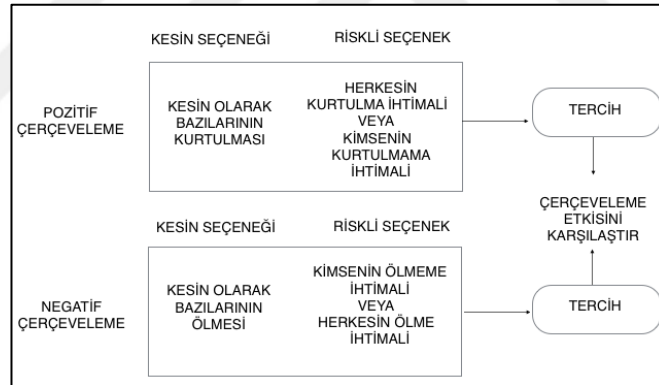 KESİN SEÇENEĞİ
RİSKLİ SEÇENEK
POZİTİF
ÇERÇEVELEME
KESİN OLARAK
BAZILARININ
KURTULMASI
HERKESİN
KURTULMA İHTİMALİ
VEYA
KİMSENİN
KURTULMAMA
İHTİMALİ
TERCİH
ÇERÇEVELEME
ETKİSİNİ
KARŞILAŞTIR
KESİN SEÇENEĞİ
RİSKLİ SEÇENEK
NEGATİF
ÇERÇEVELEME
KESİN OLARAK
BAZILARININ
ÖLMESİ
KİMSENİN ÖLMEME
İHTİMALİ
VEYA
HERKESİN ÖLME
İHTİMALİ
TERCİH